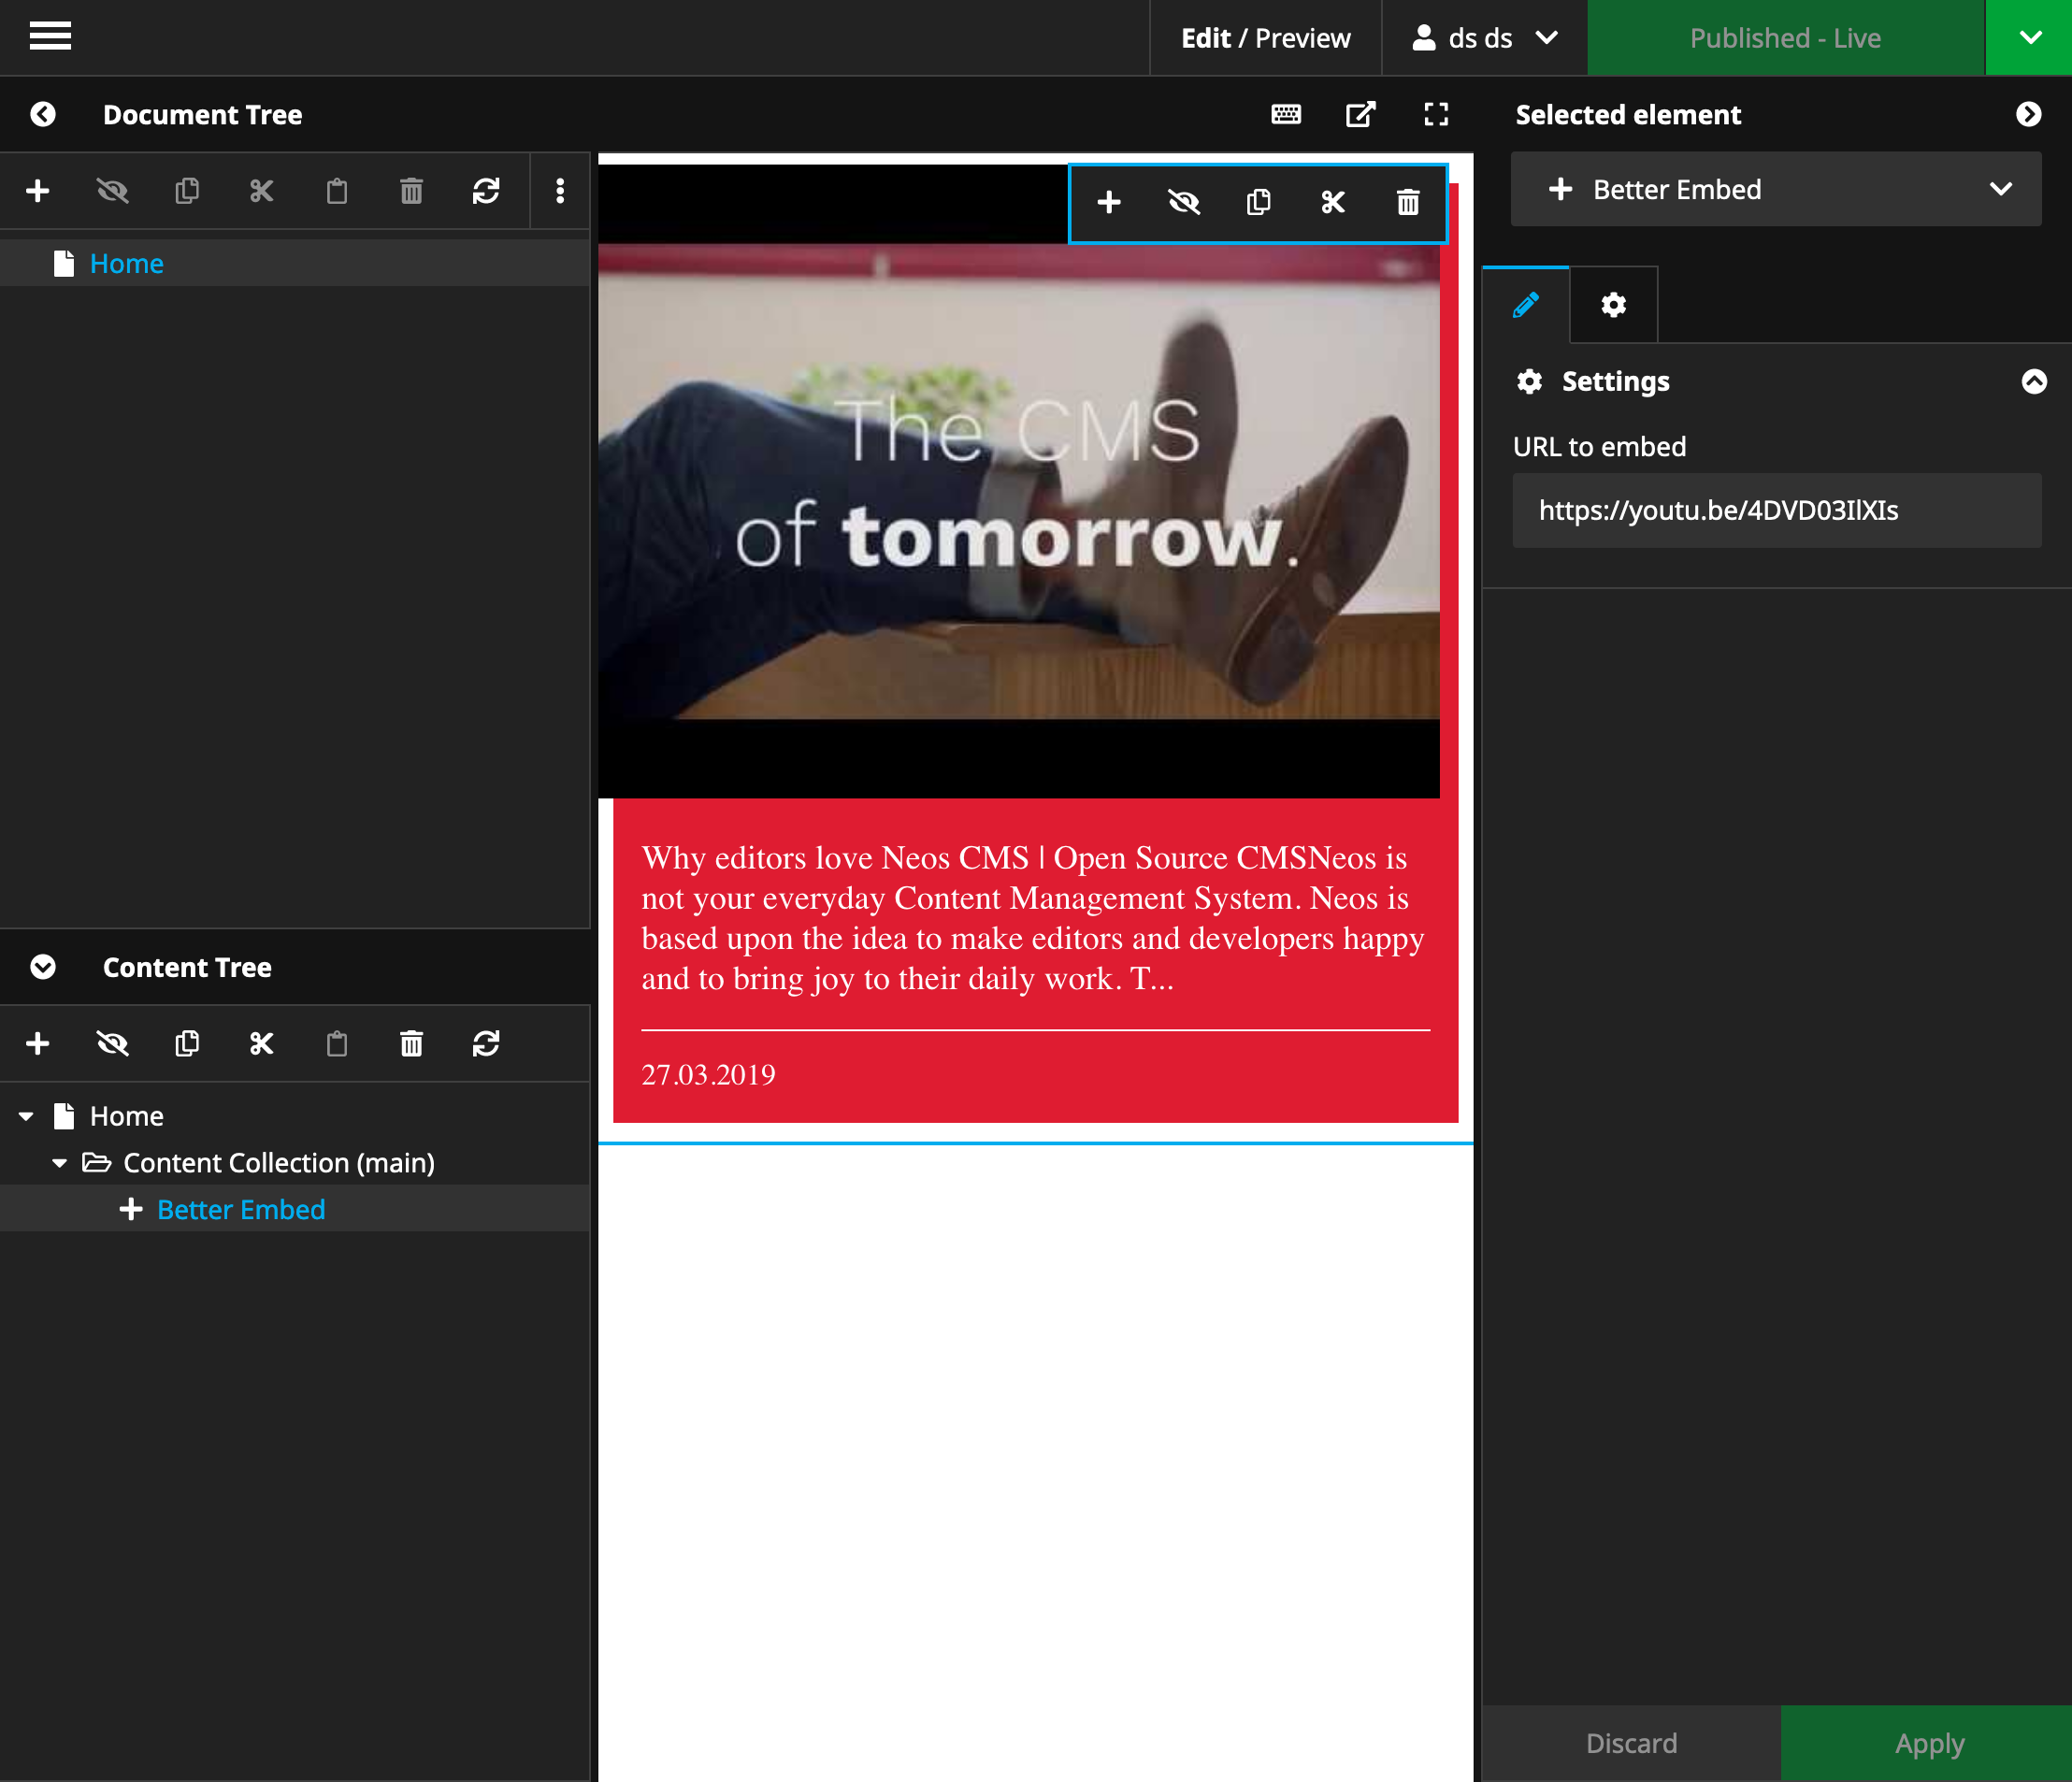 Edit / Preview
ds ds
Published - Live
Document Tree
Selected element
Better Embed
Home
Settings
URL to embed
https://youtu.be/4DVD03IlXIs
The CMS
of tomorrow.
Why editors love Neos CMS | Open Source CMSNeos is
not your everyday Content Management System. Neos is
based upon the idea to make editors and developers happy
and to bring joy to their daily work. T...
27.03.2019
Content Tree
Home
Content Collection (main)
Better Embed
Discard
Apply